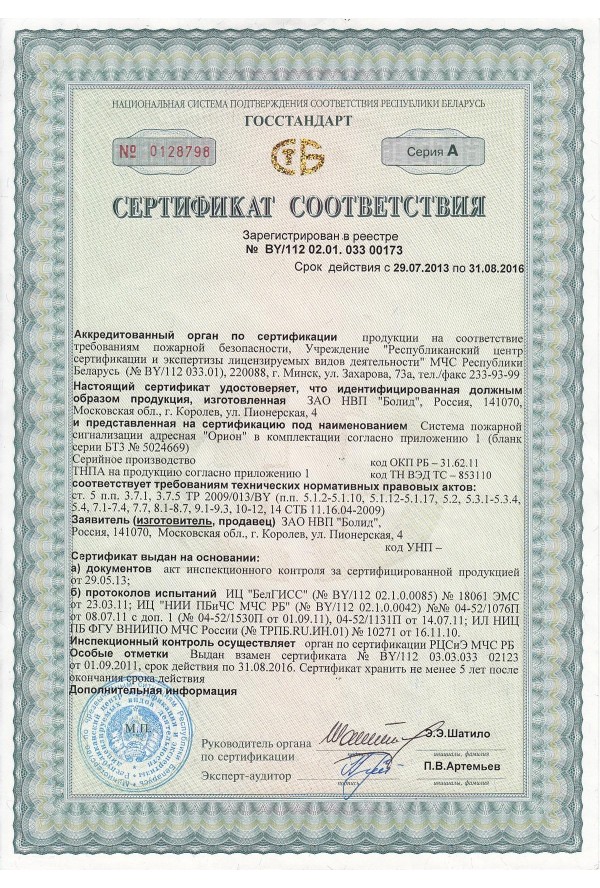 НАЦИОНАЛЬНАЯ СИСТЕМА ПОДТВЕРЖДЕНИЯ СООТВЕТСТВИЯ РЕСПУБЛИКИ БЕЛАРУСЬ
ГОССТАНДАРТ
№ 0128798
СТБ
Серия А
СЕРТИФИКАТ СООТВЕТСТВИЯ
Зарегистрирован в реестре
№ BY/112 02.01. 033 00173
Срок действия с 29.07.2013 по 31.08.2016
Аккредитованный орган по сертификации продукции на соответствие
требованиям пожарной безопасности, Учреждение "Республиканский центр
сертификации и экспертизы лицензируемых видов деятельности" МЧС Республики
Беларусь (№ BY/112 033.01), 220088, г. Минск, ул. Захарова, 73а, тел./факс 233-93-99
Настоящий сертификат удостоверяет, что идентифицированная должным
образом продукция, изготовленная ЗАО НВП "Болид", Россия, 141070,
Московская обл., г. Королев, ул. Пионерская, 4
и представленная на сертификацию под наименованием Система пожарной
сигнализации адресная "Орион" в комплектации согласно приложению 1 (бланк
серии БТЗ № 5024669)
Серийное производство код ОКП РБ – 31.62.11
ТНПА на продукцию согласно приложению 1 код ТН ВЭД ТС – 853110
соответствует требованиям технических нормативных правовых актов:
ст. 5 п.п. 3.7.1, 3.7.5 ТР 2009/013/BY (п.п. 5.1.2-5.1.10, 5.1.12-5.1.17, 5.2, 5.3.1-5.3.4,
5.4, 7.1-7.4, 7.7, 8.1-8.7, 9.1-9.3, 10-12, 14 СТБ 11.16.04-2009)
Заявитель (изготовитель, продавец) ЗАО НВП "Болид",
Россия, 141070, Московская обл., г. Королев, ул. Пионерская, 4
код УНП –
Сертификат выдан на основании:
а) документов акт инспекционного контроля за сертифицированной продукцией
от 29.05.13;
б) протоколов испытаний ИЦ "БелГИСС" (№ BY/112 02.1.0.0085) № 18061 ЭМС
от 23.03.11; ИЦ "НИИ ПБиЧС МЧС РБ" (№ BY/112 02.1.0.0042) №№ 04-52/1076П
от 08.07.11 с доп. 1 (№ 04-52/1530П от 01.09.11), 04-52/1131П от 14.07.11; ИЛ НИЦ
ПБ ФГУ ВНИИПО МЧС России (№ ТРПБ.RU.ИН.01) № 10271 от 16.11.10.
Инспекционный контроль осуществляет орган по сертификации РЦСиЭ МЧС РБ
Особые отметки Выдан взамен сертификата № BY/112 03.03.033 02123
от 01.09.2011, срок действия по 31.08.2016. Сертификат хранить не менее 5 лет после
окончания срока действия
Дополнительная информация
М.П.
Руководитель органа
по сертификации
Э.Э.Шатило
инициалы, фамилия
Эксперт-аудитор
П.В.Артемьев
подпись
инициалы, фамилия